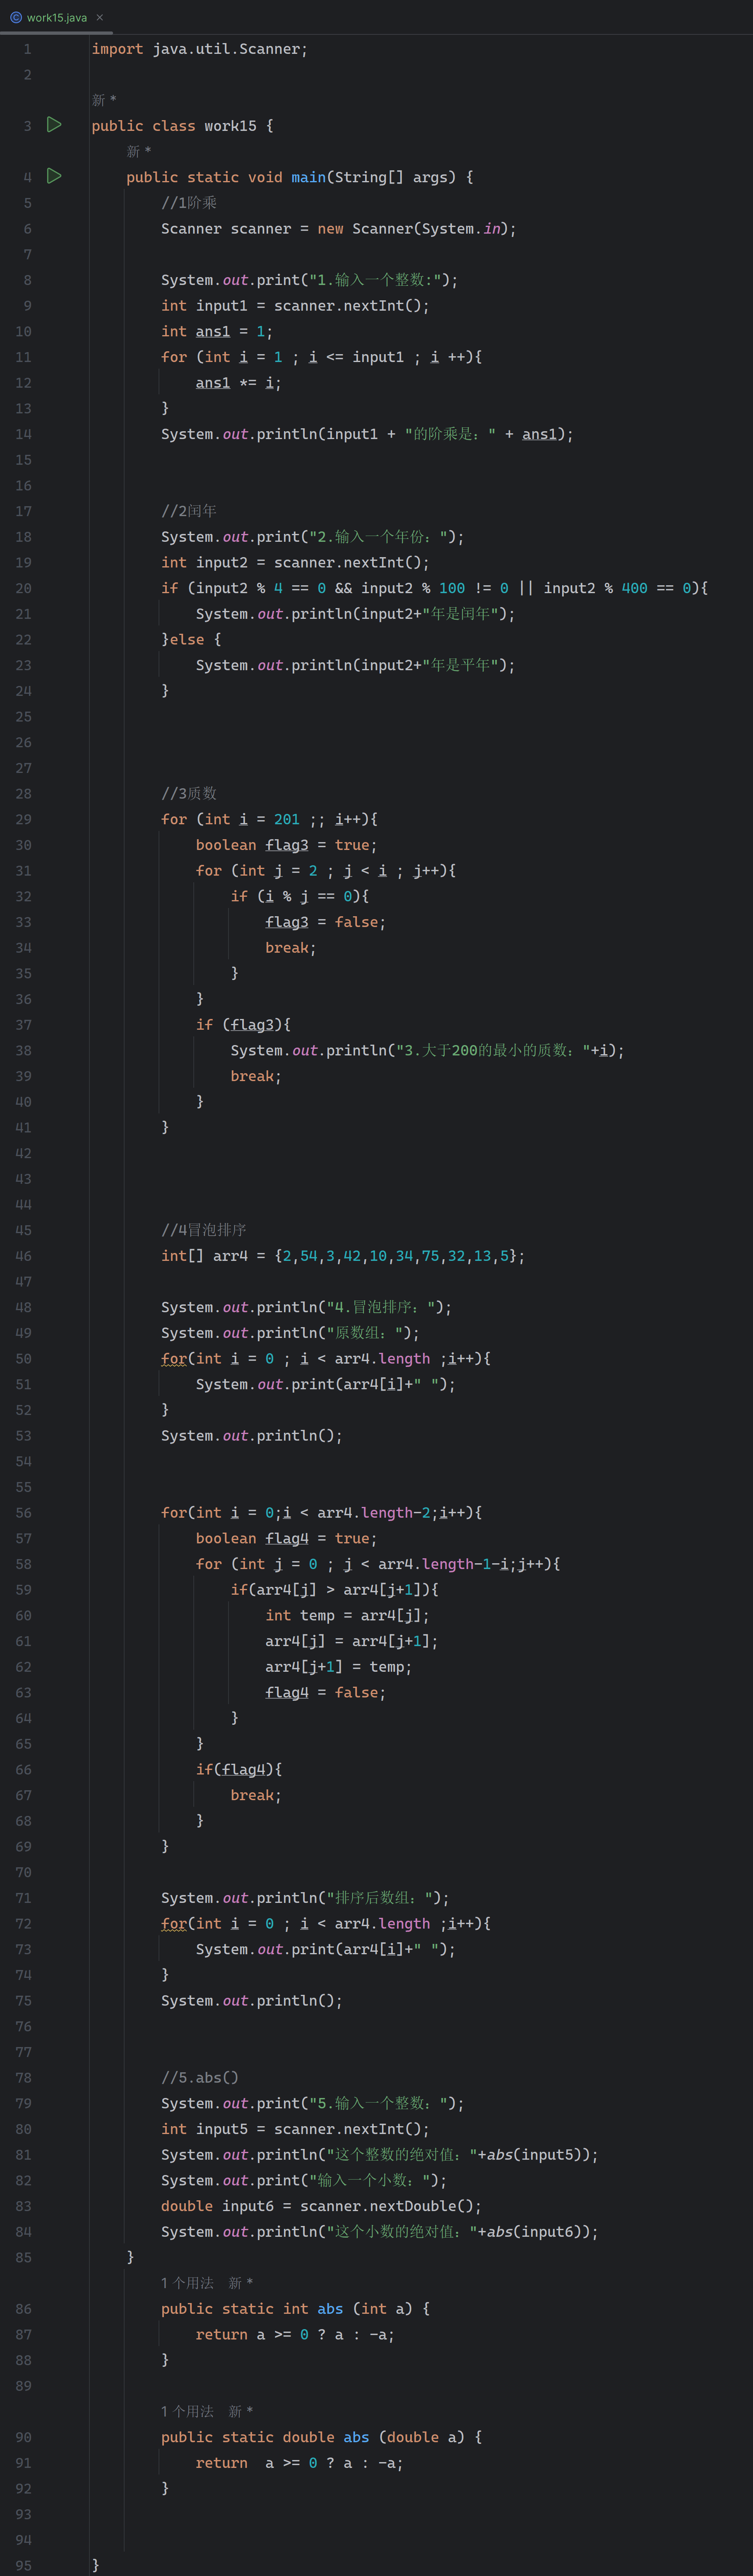 work15.java ×
1 import java.util.Scanner;
2
新 *
3 public class work15 {
新 *
4 public static void main(String[] args) {
5 //1阶乘
6 Scanner scanner = new Scanner(System.in);
7
8 System.out.print("1.输入一个整数:");
9 int input1 = scanner.nextInt();
10 int ans1 = 1;
11 for (int i = 1 ; i <= input1 ; i ++){
12 ans1 *= i;
13 }
14 System.out.println(input1 + "的阶乘是：" + ans1);
15
16
17 //2闰年
18 System.out.print("2.输入一个年份：");
19 int input2 = scanner.nextInt();
20 if (input2 % 4 == 0 && input2 % 100 != 0 || input2 % 400 == 0){
21 System.out.println(input2+"年是闰年");
22 }else {
23 System.out.println(input2+"年是平年");
24 }
25
26
27
28 //3质数
29 for (int i = 201 ;; i++){
30 boolean flag3 = true;
31 for (int j = 2 ; j < i ; j++){
32 if (i % j == 0){
33 flag3 = false;
34 break;
35 }
36 }
37 if (flag3){
38 System.out.println("3.大于200的最小的质数："+i);
39 break;
40 }
41 }
42
43
44
45 //4冒泡排序
46 int[] arr4 = {2,54,3,42,10,34,75,32,13,5};
47
48 System.out.println("4.冒泡排序：");
49 System.out.println("原数组：");
50 for(int i = 0 ; i < arr4.length ;i++){
51 System.out.print(arr4[i]+" ");
52 }
53 System.out.println();
54
55
56 for(int i = 0;i < arr4.length-2;i++){
57 boolean flag4 = true;
58 for (int j = 0 ; j < arr4.length-1-i;j++){
59 if(arr4[j] > arr4[j+1]){
60 int temp = arr4[j];
61 arr4[j] = arr4[j+1];
62 arr4[j+1] = temp;
63 flag4 = false;
64 }
65 }
66 if(flag4){
67 break;
68 }
69 }
70
71 System.out.println("排序后数组：");
72 for(int i = 0 ; i < arr4.length ;i++){
73 System.out.print(arr4[i]+" ");
74 }
75 System.out.println();
76
77
78 //5.abs()
79 System.out.print("5.输入一个整数：");
80 int input5 = scanner.nextInt();
81 System.out.println("这个整数的绝对值："+abs(input5));
82 System.out.print("输入一个小数：");
83 double input6 = scanner.nextDouble();
84 System.out.println("这个小数的绝对值："+abs(input6));
85 }
1 个用法 新 *
86 public static int abs (int a) {
87 return a >= 0 ? a : -a;
88 }
89
1 个用法 新 *
90 public static double abs (double a) {
91 return  a >= 0 ? a : -a;
92 }
93
94
95 }